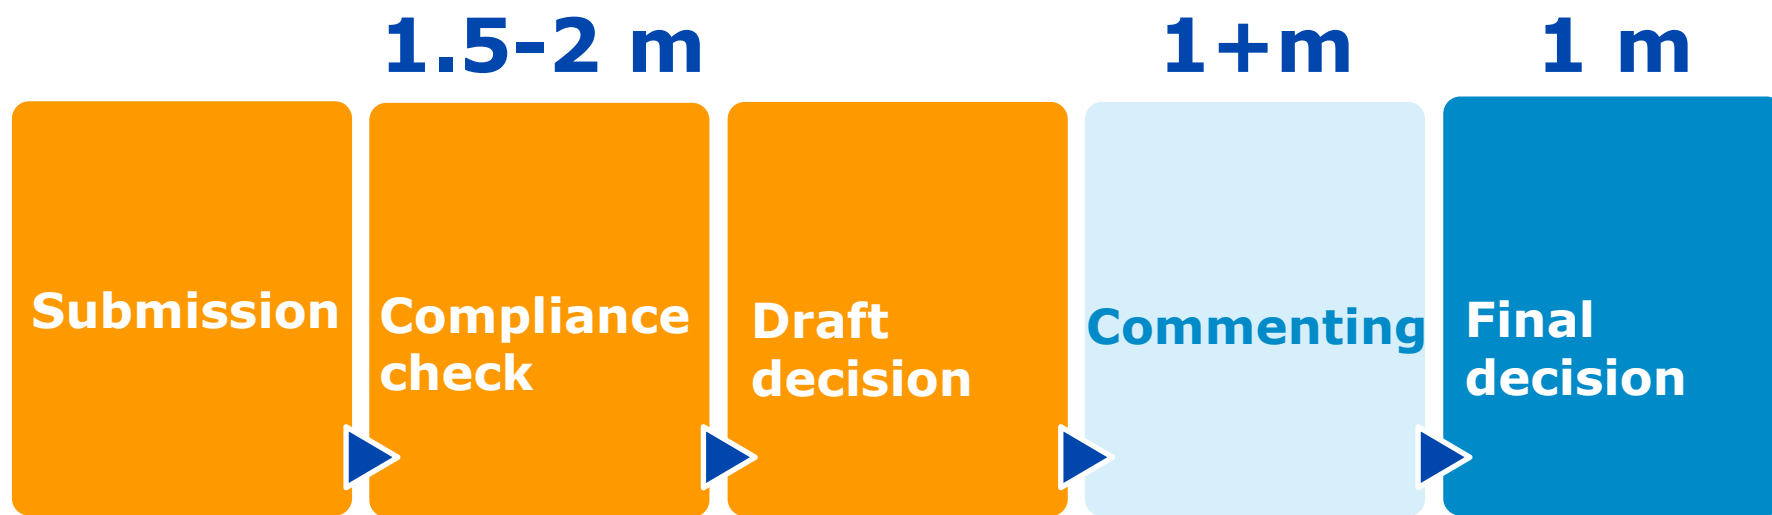 1.5-2 m
1+m
1 m
Submission
Compliance
check
Draft
decision
Commenting
Final
decision